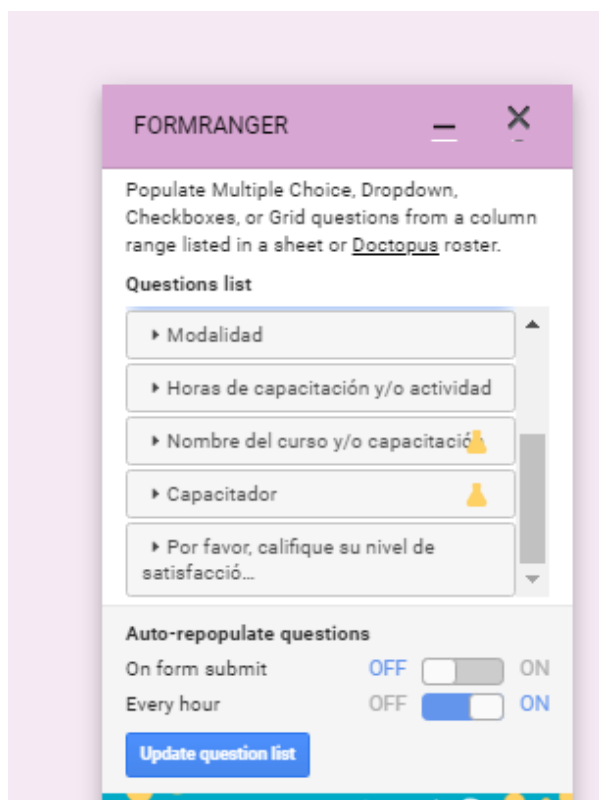 FORMRANGER
Populate Multiple Choice, Dropdown,
Checkboxes, or Grid questions from a column
range listed in a sheet or Doctopus roster.
Questions list
Modalidad
Horas de capacitación y/o actividad
Nombre del curso y/o capacitación
Capacitador
Por favor, califique su nivel de
satisfacció...
Auto-repopulate questions
On form submit OFF ON
Every hour OFF ON
Update question list